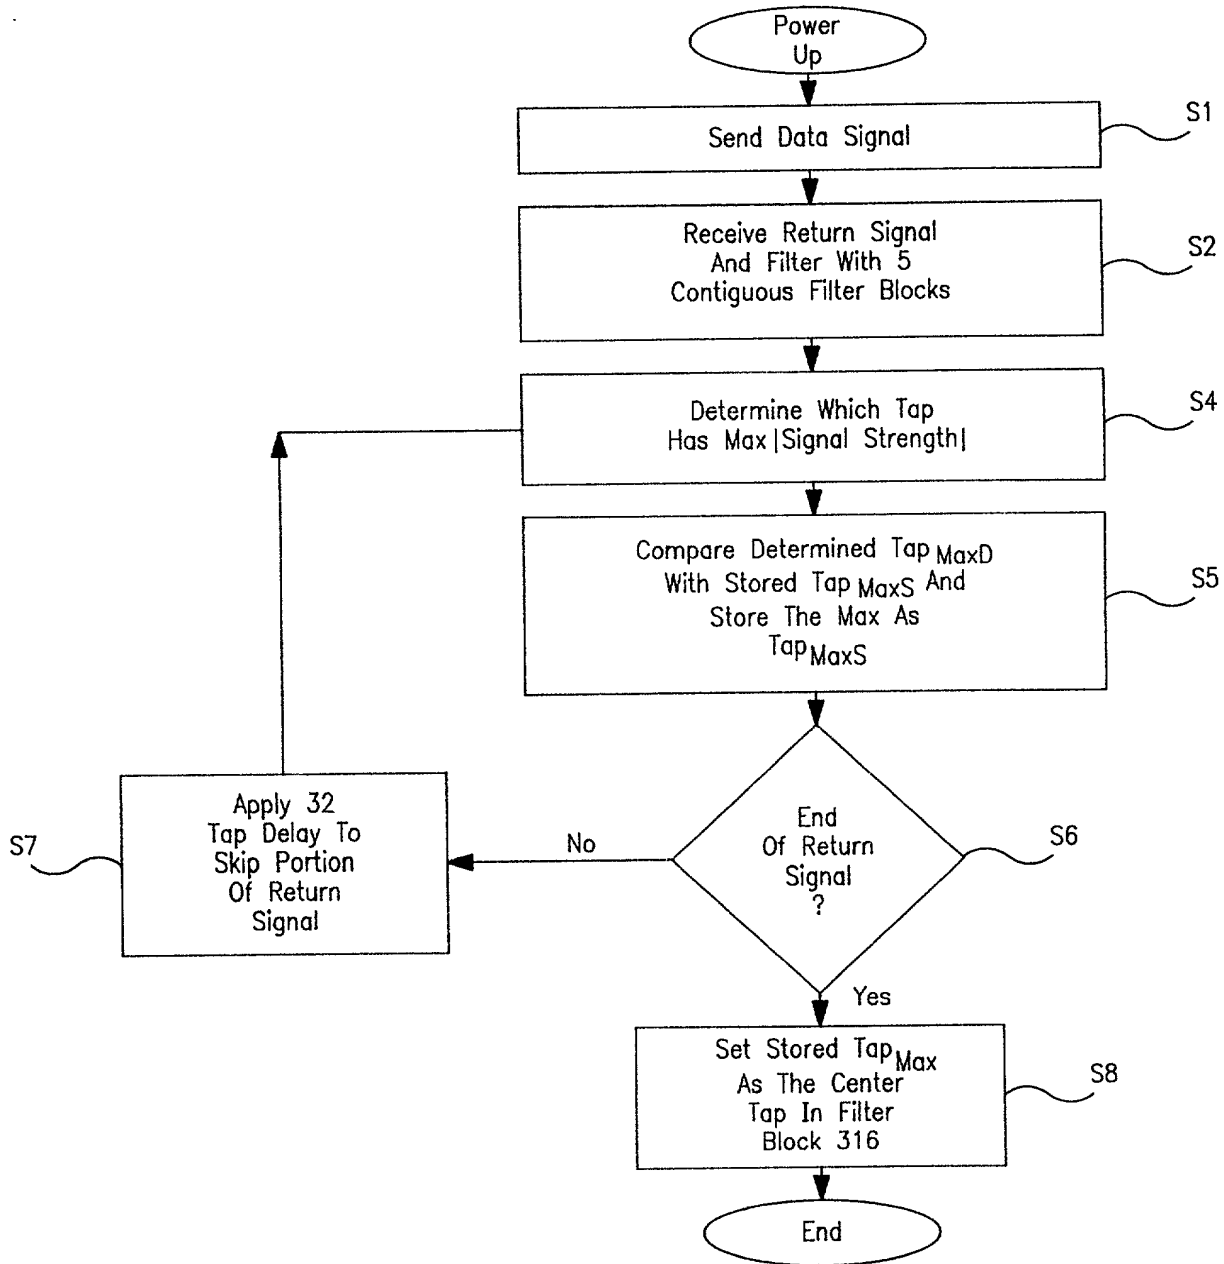 Power
Up
Send Data Signal
S1
Receive Return Signal
And Filter With 5
Contiguous Filter Blocks
S2
Determine Which Tap
Has Max|Signal Strength|
S4
Compare Determined Tap MaxD
With Stored Tap MaxS And
Store The Max As
Tap MaxS
S5
End
Of Return
Signal
?
S6
No
Apply 32
Tap Delay To
Skip Portion
Of Return
Signal
S7
Yes
Set Stored Tap Max
As The Center
Tap In Filter
Block 316
S8
End